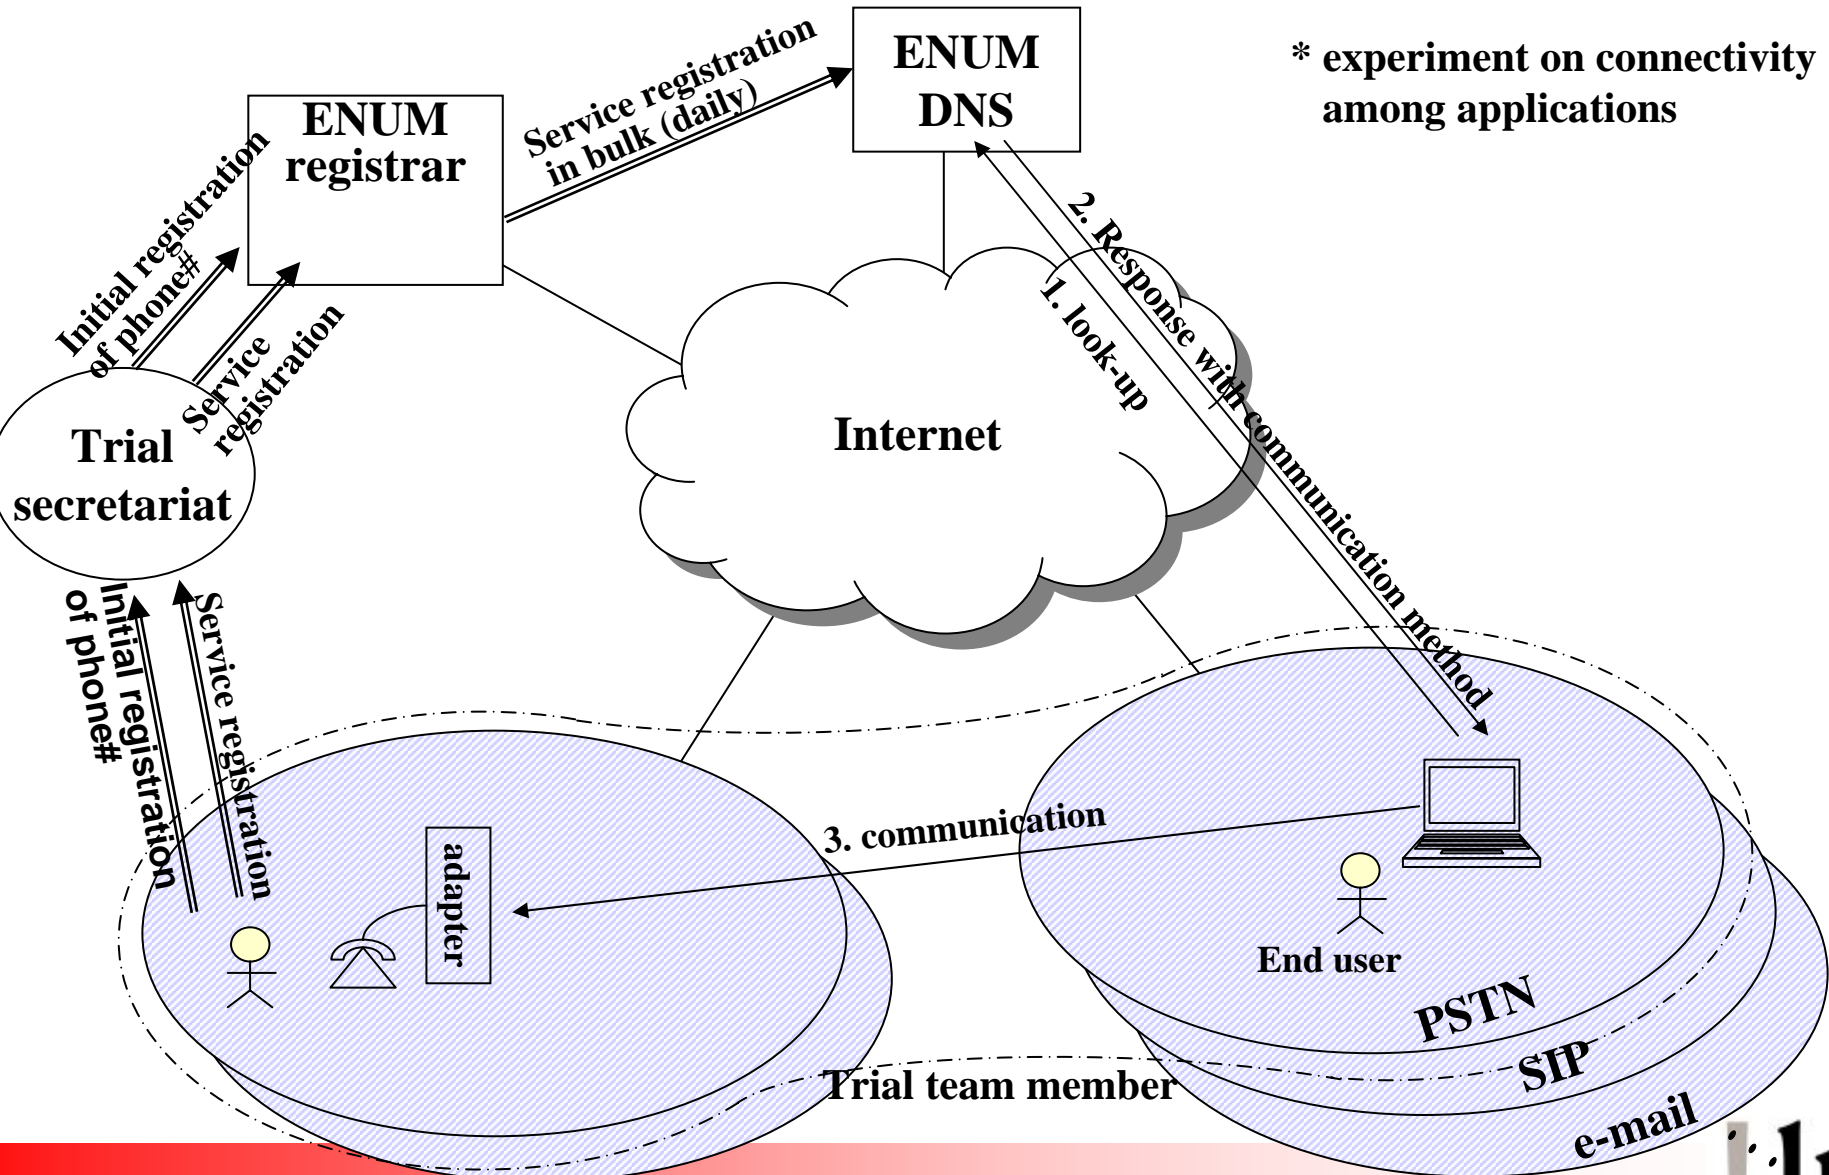 ENUM
registrar
Service registration
in bulk (daily)
ENUM
DNS
* experiment on connectivity
among applications
Initial registration
of phone#
Service
registration
Trial
secretariat
Internet
2. Response with communication method
1. look-up
Initial registration
of phone#
Service registration
3. communication
adapter
End user
PSTN
SIP
e-mail
Trial team member